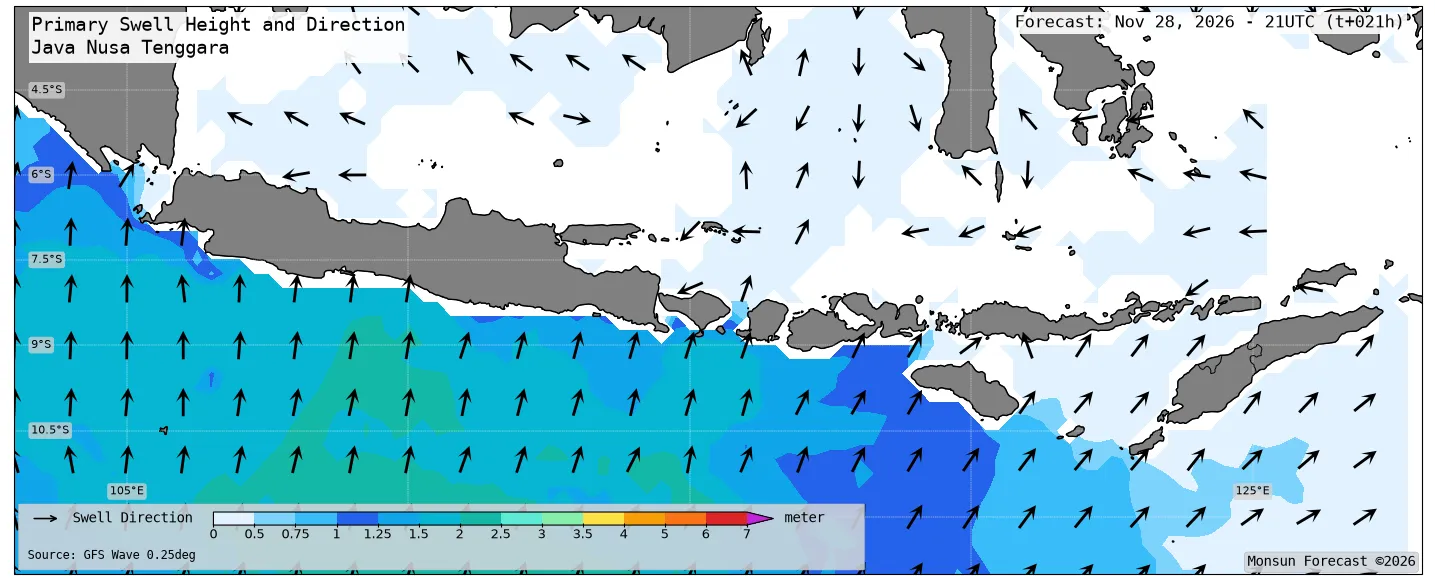 Primary Swell Height and Direction
Java Nusa Tenggara
Forecast: Nov 28, 2026 - 21UTC (t+021h)
4.5°S
6°S
7.5°S
9°S
10.5°S
105°E
125°E
Swell Direction
0 0.5 0.75 1 1.25 1.5 2 2.5 3 3.5 4 5 6 7
meter
Source: GFS Wave 0.25deg
Monsun Forecast ©2026